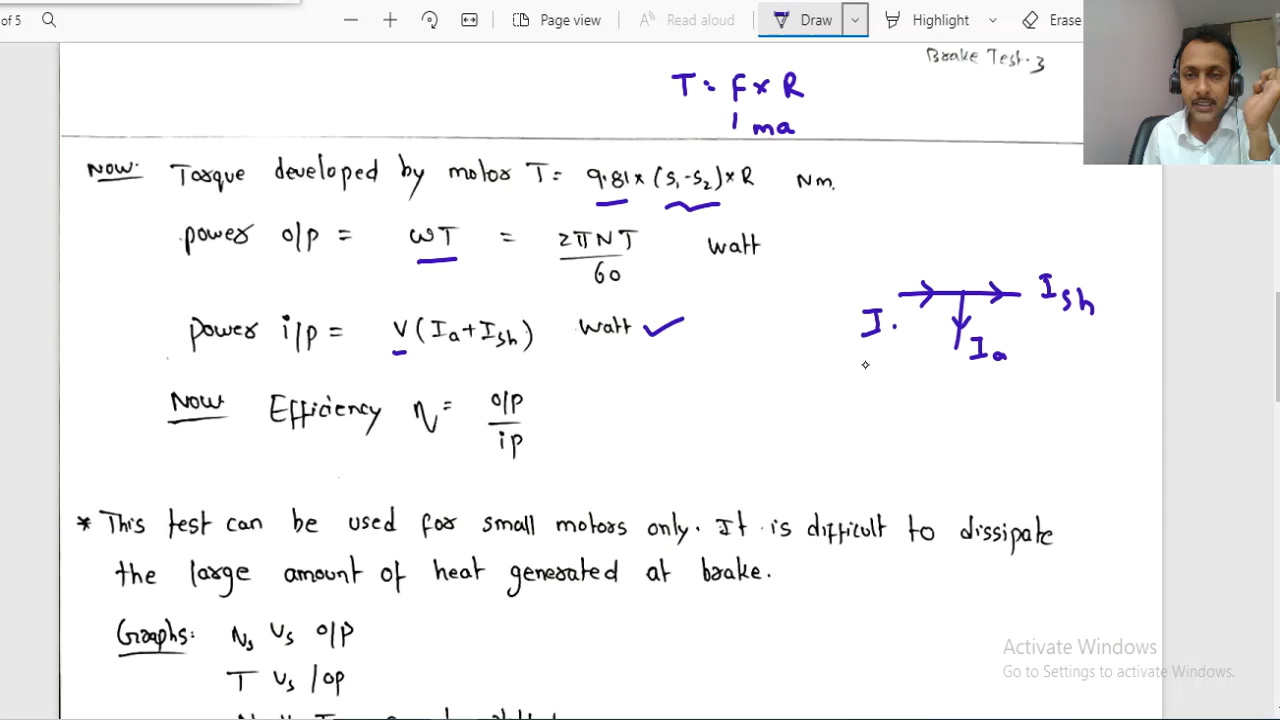 of 5 Page view Read aloud Draw Highlight Erase
Brake Test-3
T = F × R
ma
Now: Torque developed by motor T = 9.81 × (S1-S2) × R Nm.
power o/p = ωT = 2πNT / 60 watt
power i/p = V (Ia + Ish) watt ✓
I. Ish
Ia
Now Efficiency η = o/p / ip
* This test can be used for small motors only. It is difficult to dissipate
the large amount of heat generated at brake.
Graphs: Ns Vs o/p
T Vs /op
Activate Windows
Go to Settings to activate Windows.